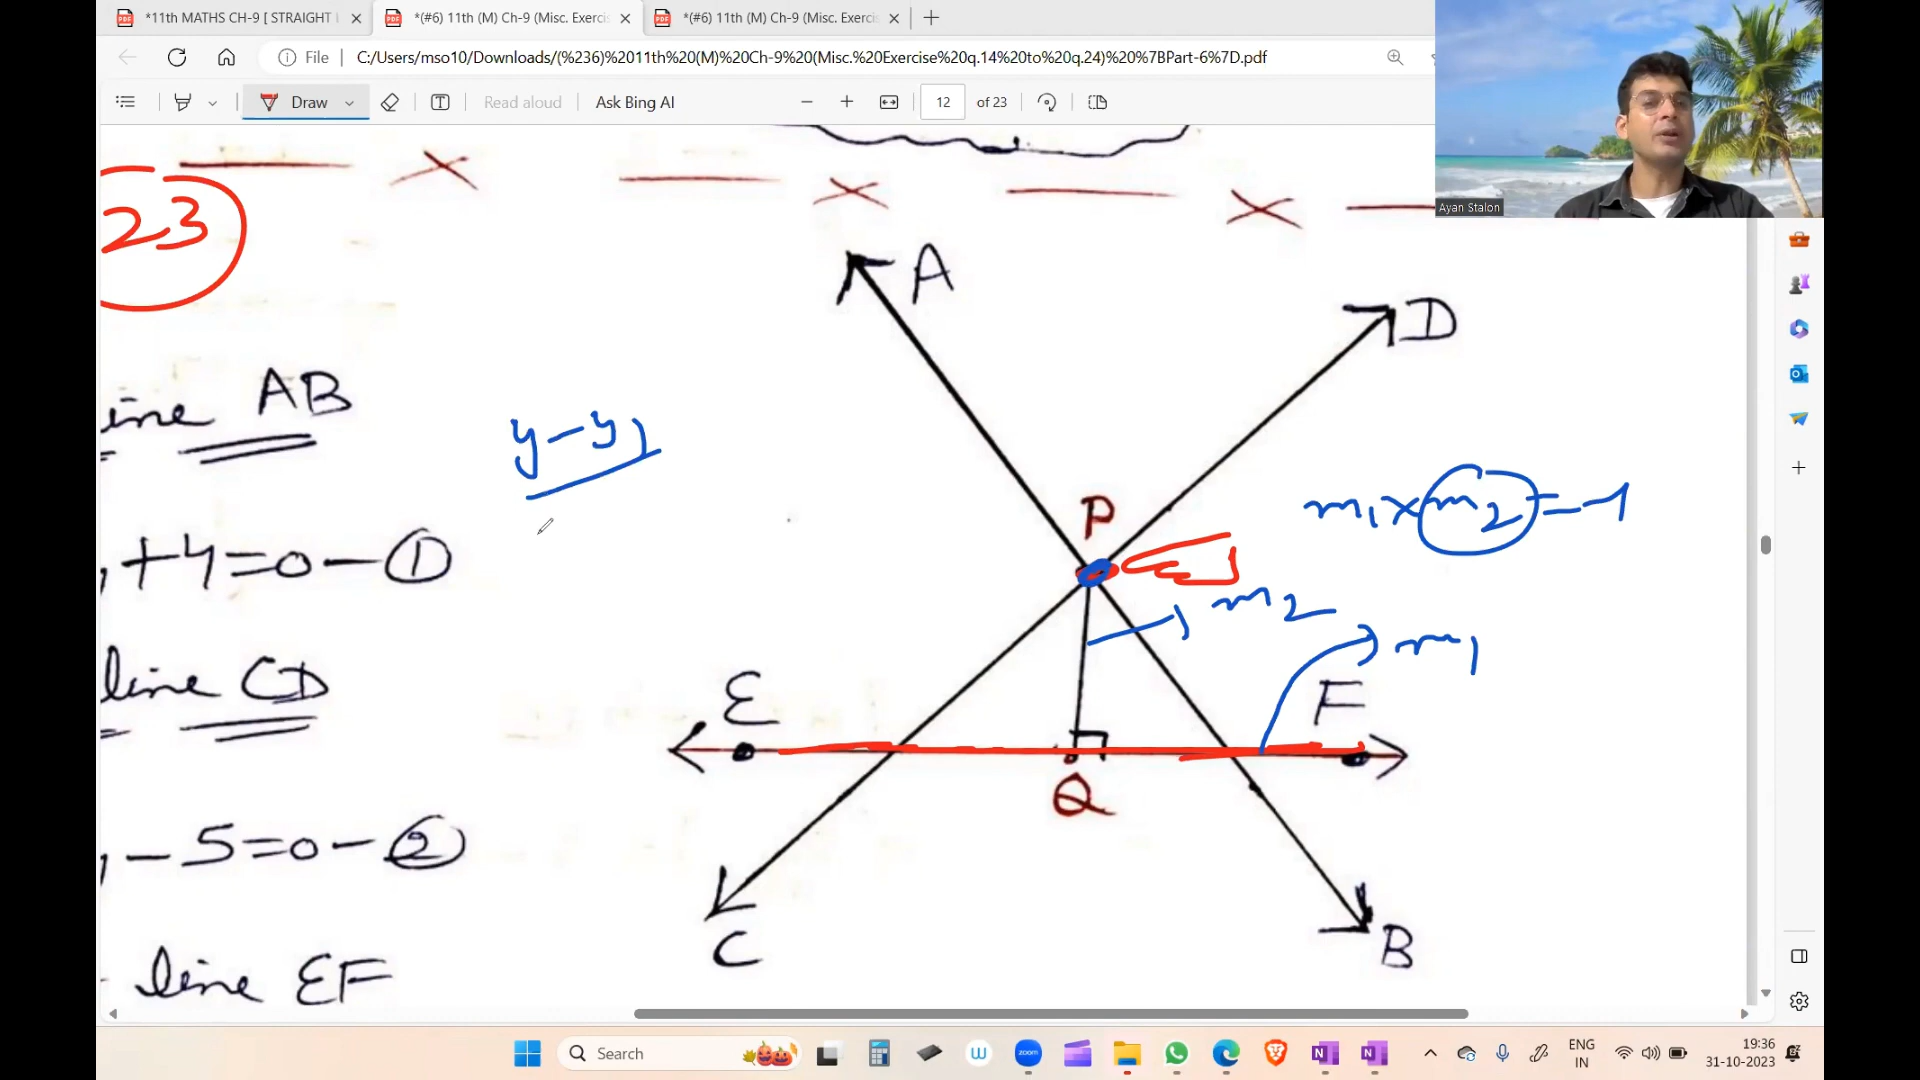 *11th MATHS CH-9 [ STRAIGHT
*(#6) 11th (M) Ch-9 (Misc. Exercis
*(#6) 11th (M) Ch-9 (Misc. Exercis
File
C:/Users/mso10/Downloads/(%236)%2011th%20(M)%20Ch-9%20(Misc.%20Exercise%20q.14%20to%20q.24)%20%7BPart-6%7D.pdf
Draw
Read aloud
Ask Bing AI
12 of 23
Ayan Stalon
23
A
D
line AB
y-y1
P
m1×m2=-1
+4=0-①
m2
m1
line CD
E
F
Q
-5=0-②
C
B
line EF
Search
W
zoom
N
N
ENG
IN
19:36
31-10-2023